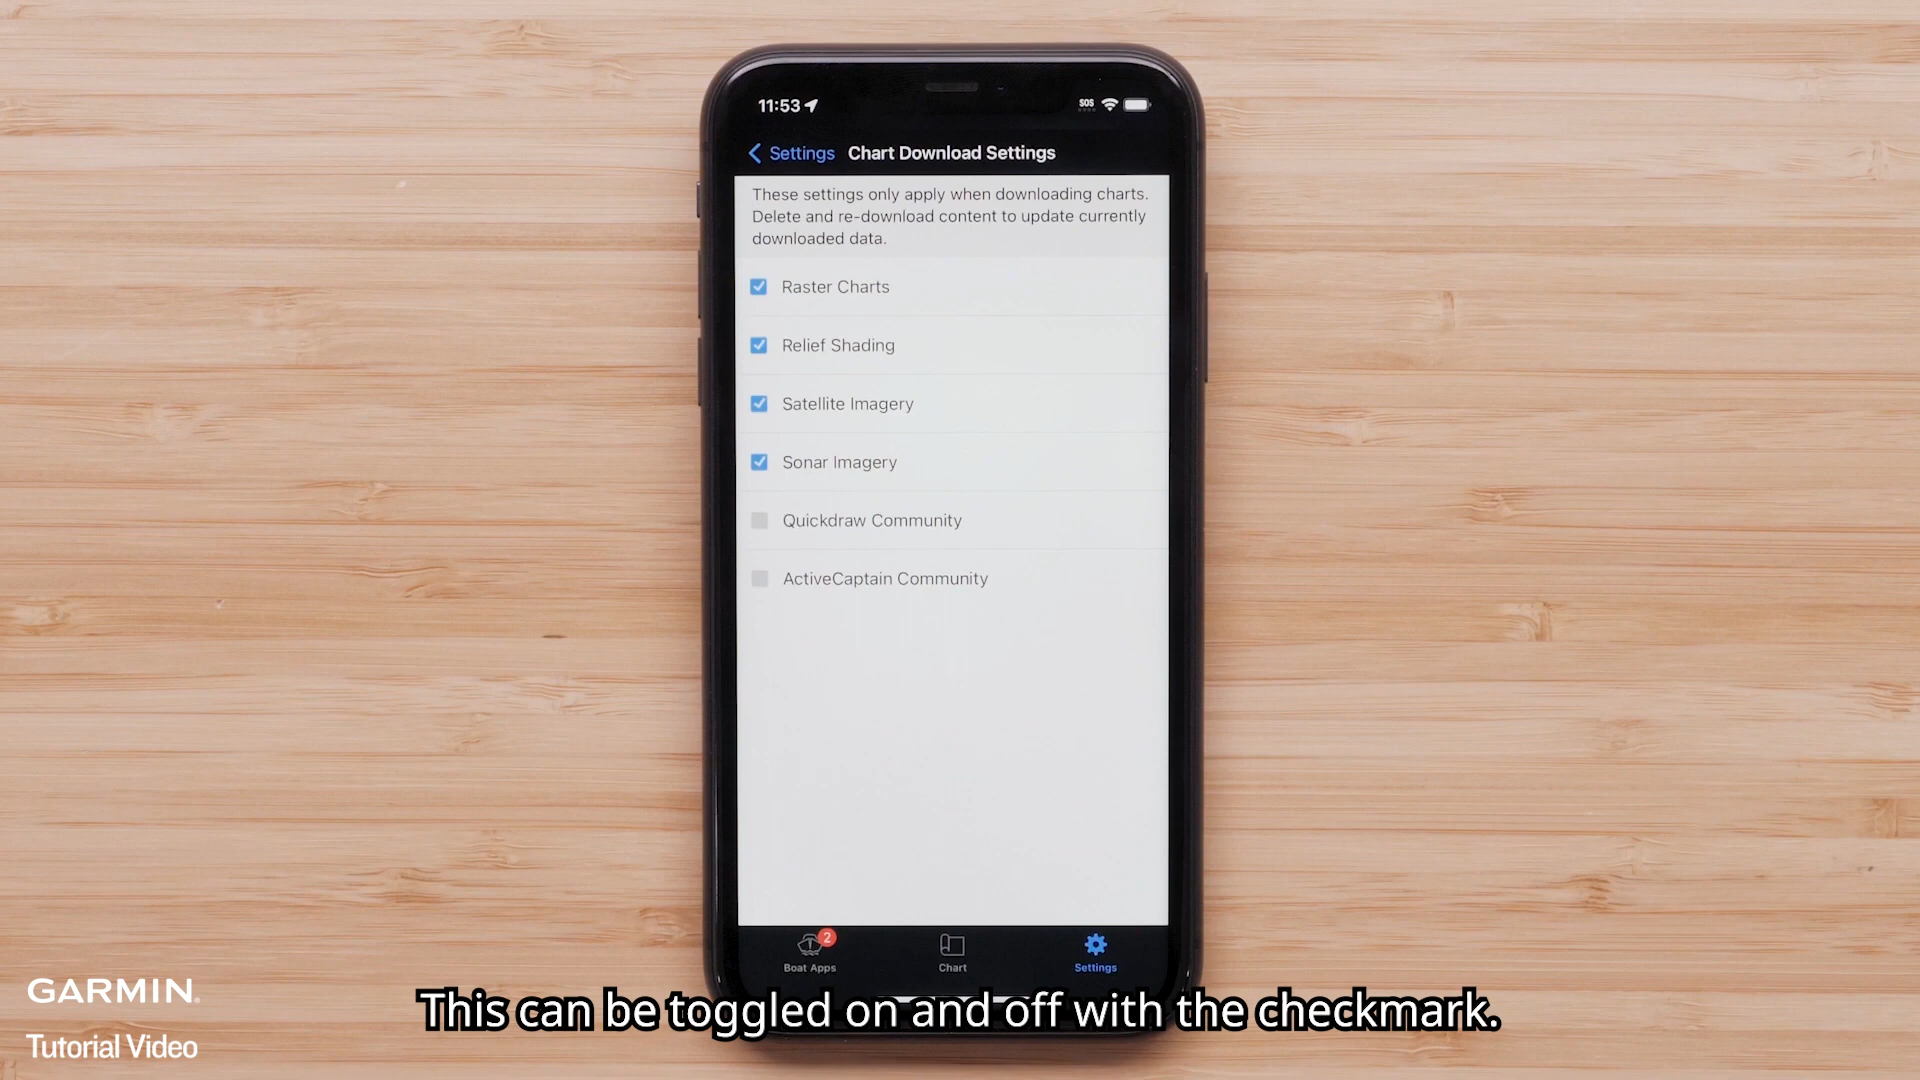 11:53
SOS
Settings Chart Download Settings
These settings only apply when downloading charts.
Delete and re-download content to update currently
downloaded data.
Raster Charts
Relief Shading
Satellite Imagery
Sonar Imagery
Quickdraw Community
ActiveCaptain Community
2
Boat Apps Chart Settings
GARMIN
Tutorial Video
This can be toggled on and off with the checkmark.